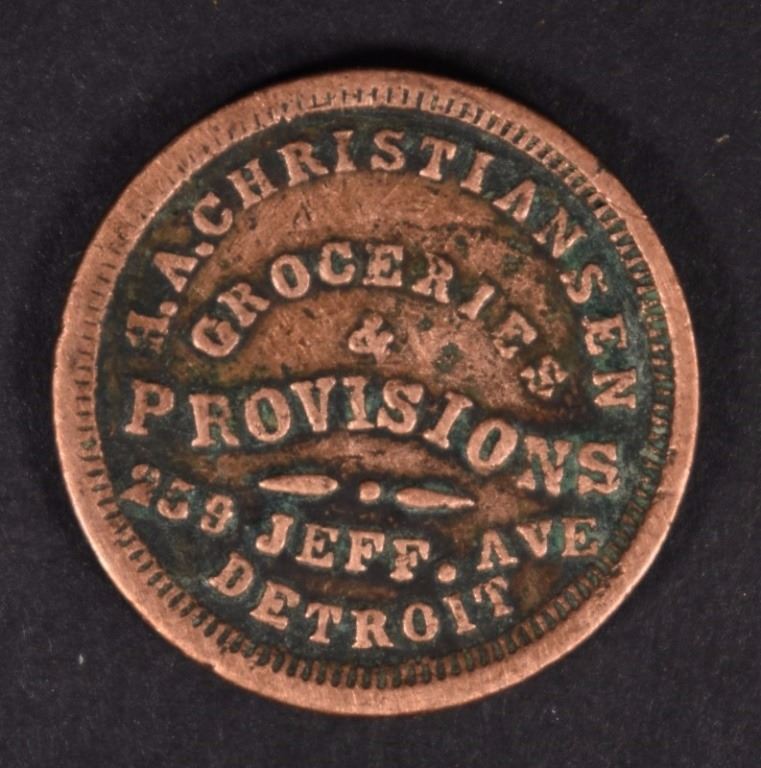 H. A. CHRISTIANSEN
GROCERIES
&
PROVISIONS
239 JEFF. AVE
DETROIT